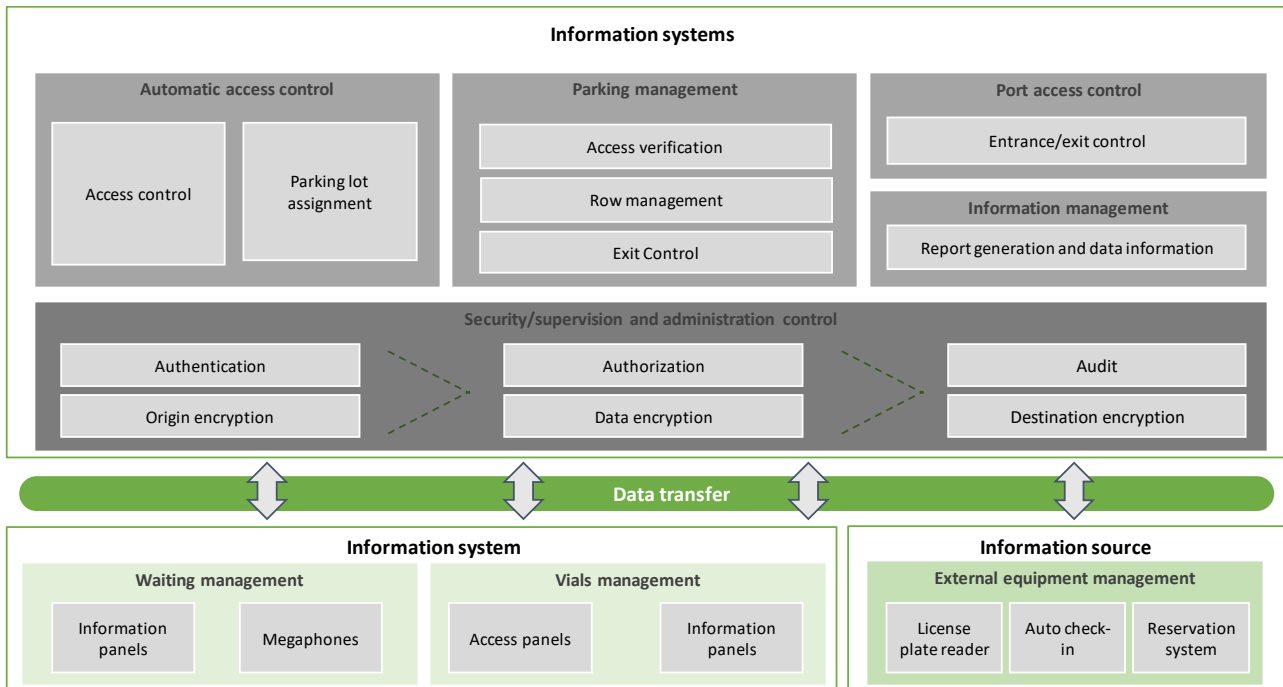 Information systems
Automatic access control
Access control
Parking lot
assignment
Parking management
Access verification
Row management
Exit Control
Port access control
Entrance/exit control
Information management
Report generation and data information
Security/supervision and administration control
Authentication
Origin encryption
Authorization
Data encryption
Audit
Destination encryption
Data transfer
Information system
Waiting management
Information
panels
Megaphones
Vials management
Access panels
Information
panels
Information source
External equipment management
License
plate reader
Auto check-
in
Reservation
system